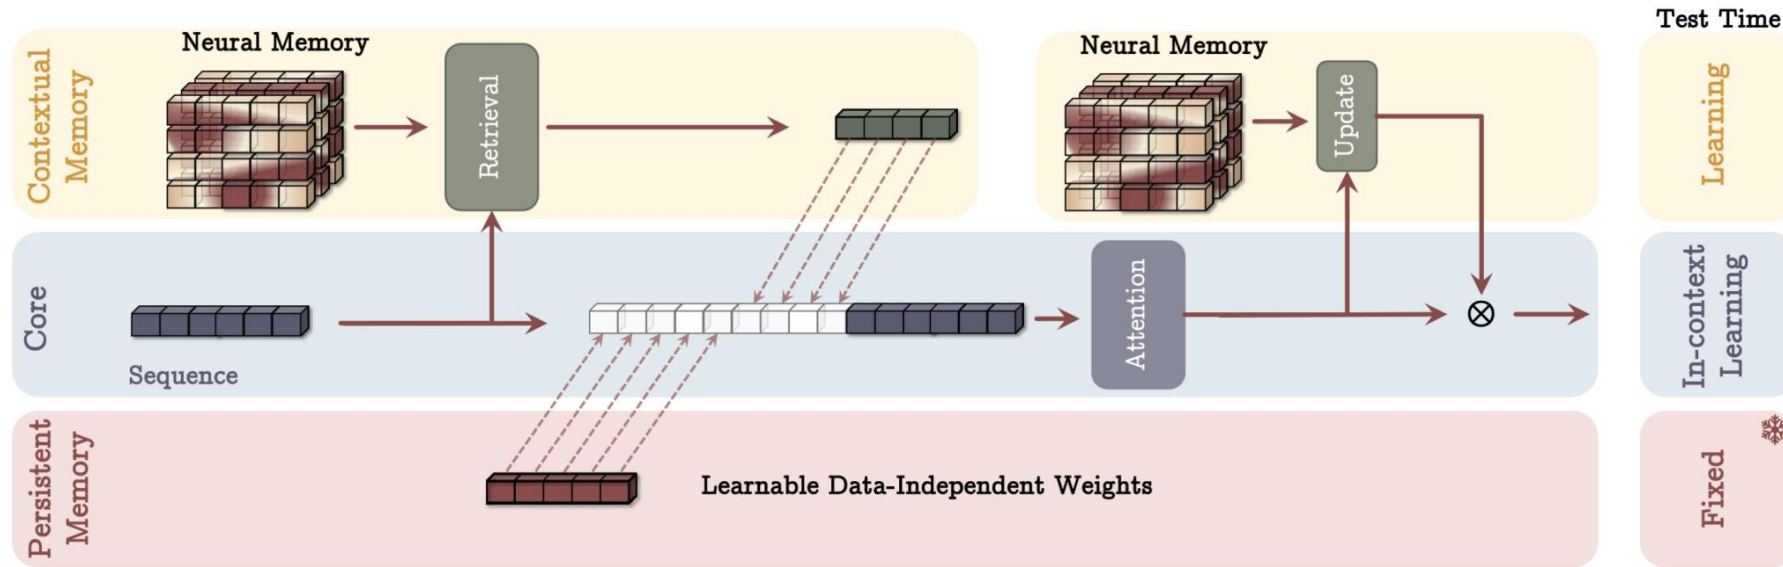 Test Time
Contextual
Memory
Neural Memory
Retrieval
Neural Memory
Update
Learning
Core
Sequence
Attention
In-context
Learning
Persistent
Memory
Learnable Data-Independent Weights
Fixed